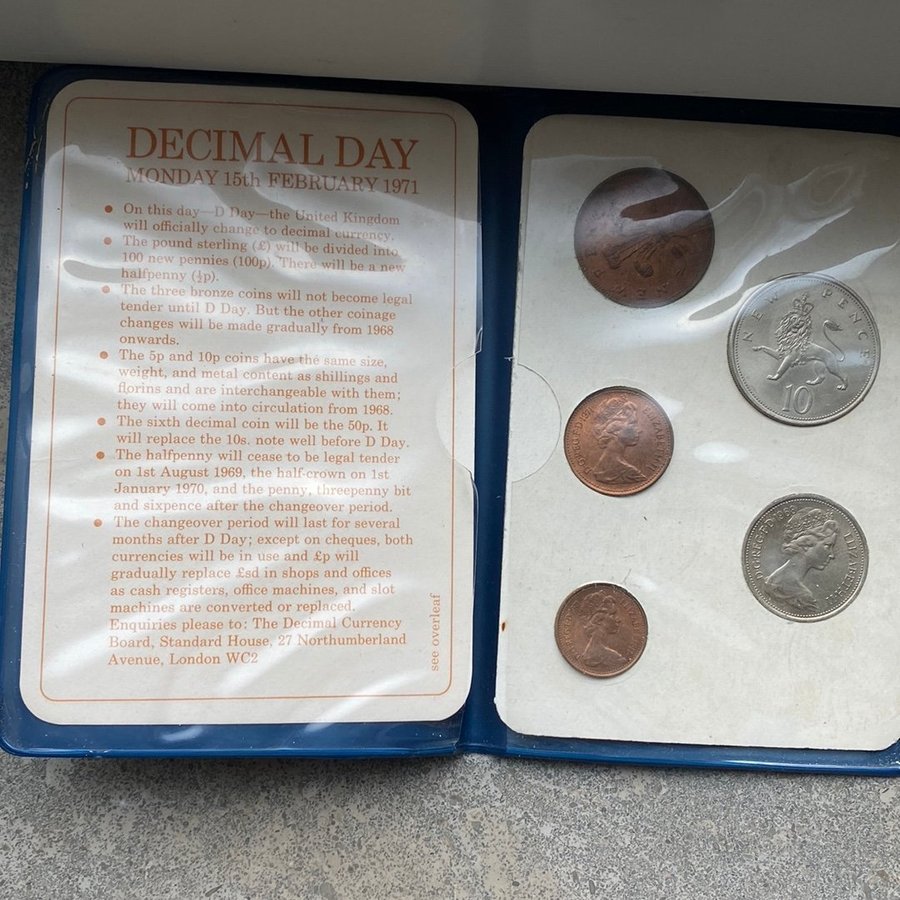 DECIMAL DAY
MONDAY 15th FEBRUARY 1971
• On this day—D Day—the United Kingdom
will officially change to decimal currency.
• The pound sterling (£) will be divided into
100 new pennies (100p). There will be a new
halfpenny (½p).
• The three bronze coins will not become legal
tender until D Day. But the other coinage
changes will be made gradually from 1968
onwards.
• The 5p and 10p coins have the same size,
weight, and metal content as shillings and
florins and are interchangeable with them;
they will come into circulation from 1968.
• The sixth decimal coin will be the 50p. It
will replace the 10s. note well before D Day.
• The halfpenny will cease to be legal tender
on 1st August 1969, the half-crown on 1st
January 1970, and the penny, threepenny bit
and sixpence after the changeover period.
• The changeover period will last for several
months after D Day; except on cheques, both
currencies will be in use and £p will
gradually replace £sd in shops and offices
as cash registers, office machines, and slot
machines are converted or replaced.
Enquiries please to: The Decimal Currency
Board, Standard House, 27 Northumberland
Avenue, London WC2
see overleaf
NEW PENCE
10
D·G·REG·F·D·1971 ELIZABETH II
D·G·REG·F·D·1968 ELIZABETH II